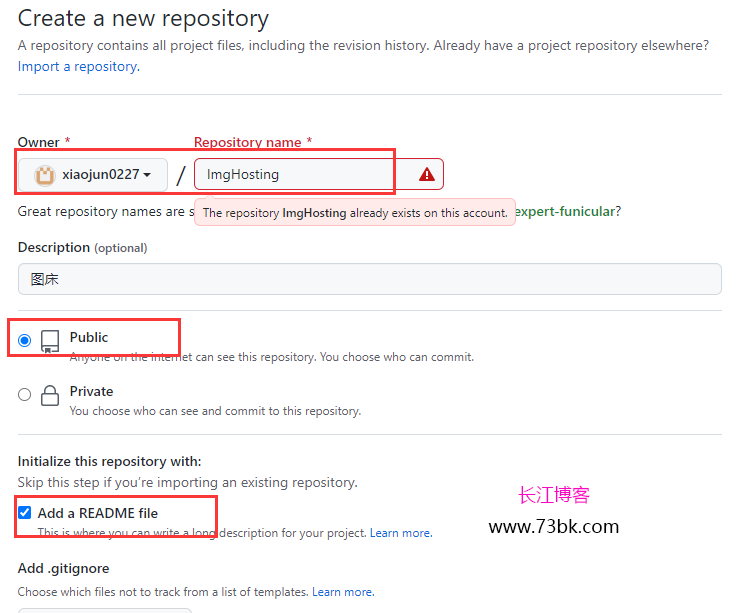 Create a new repository
A repository contains all project files, including the revision history. Already have a project repository elsewhere?
Import a repository.
Owner * Repository name *
xiaojun0227 / ImgHosting
Great repository names are s expert-funicular?
The repository ImgHosting already exists on this account.
Description (optional)
图床
Public
Anyone on the internet can see this repository. You choose who can commit.
Private
You choose who can see and commit to this repository.
Initialize this repository with:
Skip this step if you're importing an existing repository.
Add a README file
This is where you can write a long description for your project. Learn more.
长江博客
www.73bk.com
Add .gitignore
Choose which files not to track from a list of templates. Learn more.